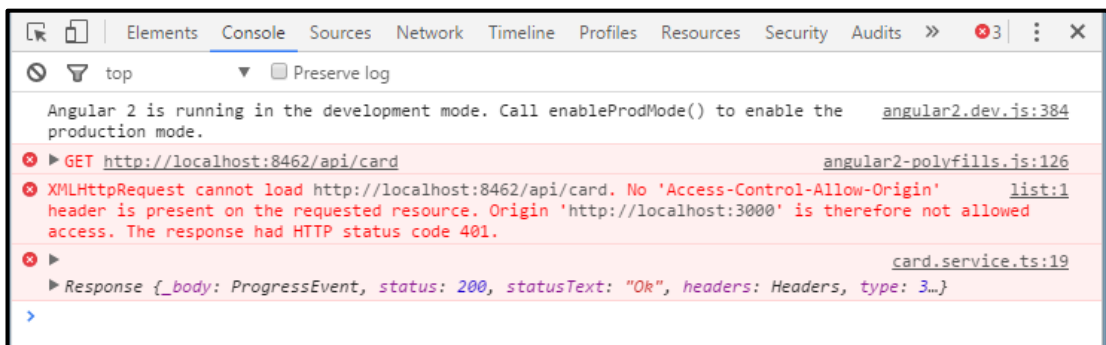 Elements Console Sources Network Timeline Profiles Resources Security Audits » 3
top Preserve log
Angular 2 is running in the development mode. Call enableProdMode() to enable the angular2.dev.js:384
production mode.
GET http://localhost:8462/api/card angular2-polyfills.js:126
XMLHttpRequest cannot load http://localhost:8462/api/card. No 'Access-Control-Allow-Origin' list:1
header is present on the requested resource. Origin 'http://localhost:3000' is therefore not allowed
access. The response had HTTP status code 401.
card.service.ts:19
Response {_body: ProgressEvent, status: 200, statusText: "Ok", headers: Headers, type: 3…}